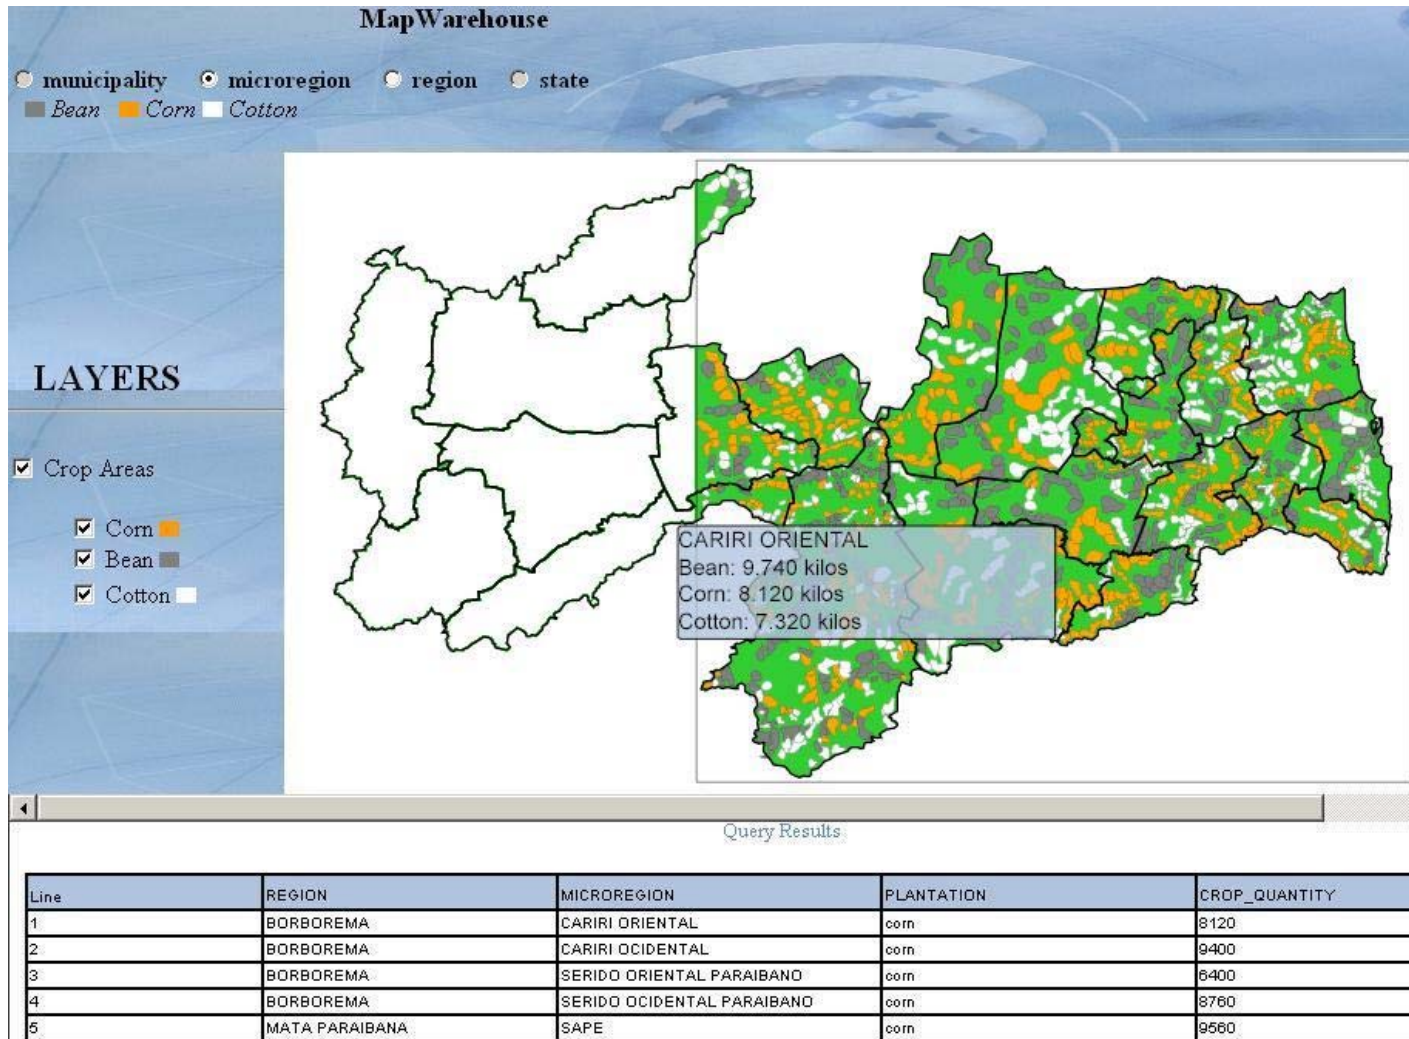 MapWarehouse
municipality microregion region state
Bean Corn Cotton
LAYERS
Crop Areas
Corn
Bean
Cotton
CARIRI ORIENTAL
Bean: 9.740 kilos
Corn: 8.120 kilos
Cotton: 7.320 kilos
Query Results
Line REGION MICROREGION PLANTATION CROP_QUANTITY
1 BORBOREMA CARIRI ORIENTAL corn 8120
2 BORBOREMA CARIRI OCIDENTAL corn 9400
3 BORBOREMA SERIDO ORIENTAL PARAIBANO corn 6400
4 BORBOREMA SERIDO OCIDENTAL PARAIBANO corn 8760
5 MATA PARAIBANA SAPE corn 9560